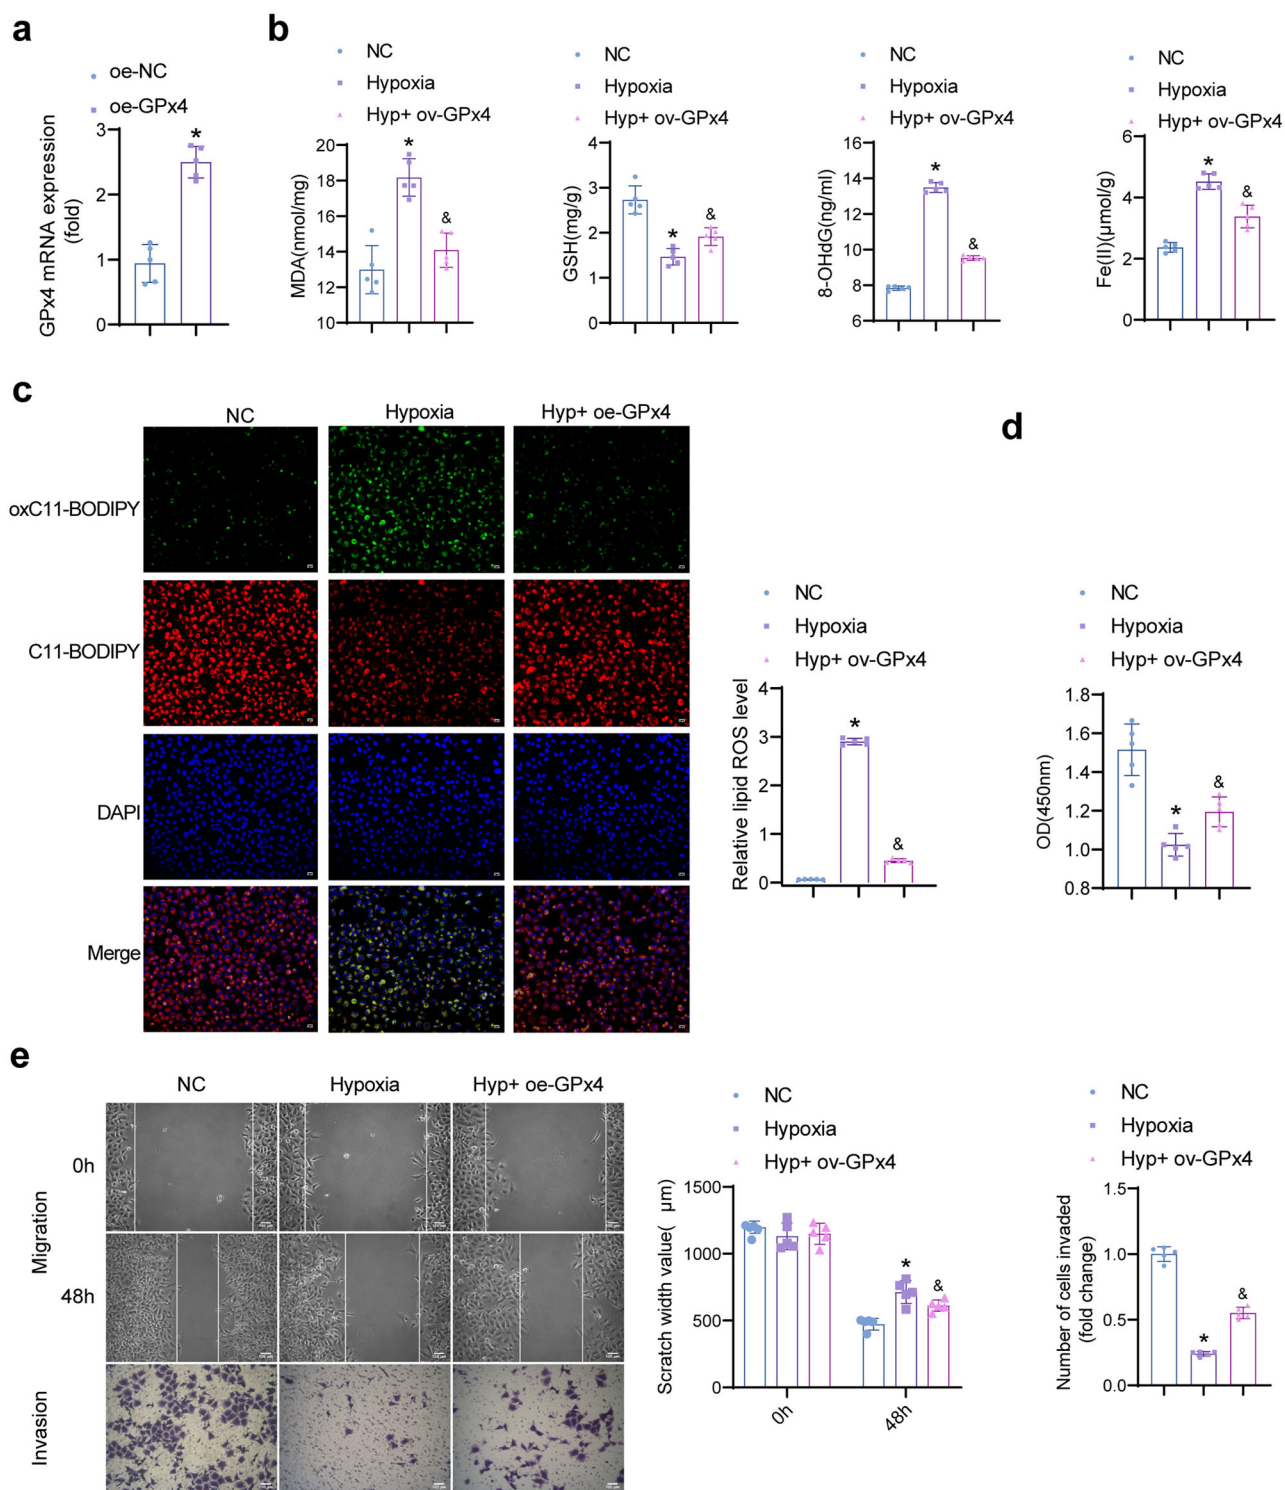 a
oe-NC
oe-GPx4
GPx4 mRNA expression
(fold)
3
2
1
0
*
b
NC
Hypoxia
Hyp+ ov-GPx4
MDA(nmol/mg)
20
18
16
14
12
10
*
&
NC
Hypoxia
Hyp+ ov-GPx4
GSH(mg/g)
4
3
2
1
0
*
&
NC
Hypoxia
Hyp+ ov-GPx4
8-OHdG(ng/ml)
16
14
12
10
8
6
*
&
NC
Hypoxia
Hyp+ ov-GPx4
Fe(II)(μmol/g)
6
4
2
0
*
&
c
NC
Hypoxia
Hyp+ oe-GPx4
oxC11-BODIPY
C11-BODIPY
DAPI
Merge
NC
Hypoxia
Hyp+ ov-GPx4
Relative lipid ROS level
4
3
2
1
0
*
&
d
NC
Hypoxia
Hyp+ ov-GPx4
OD(450nm)
1.8
1.6
1.4
1.2
1.0
0.8
*
&
e
NC
Hypoxia
Hyp+ oe-GPx4
Migration
0h
48h
Invasion
NC
Hypoxia
Hyp+ ov-GPx4
Scratch width value( μm)
1500
1000
500
0
*
&
0h
48h
NC
Hypoxia
Hyp+ ov-GPx4
Number of cells invaded
(fold change)
1.5
1.0
0.5
0.0
*
&